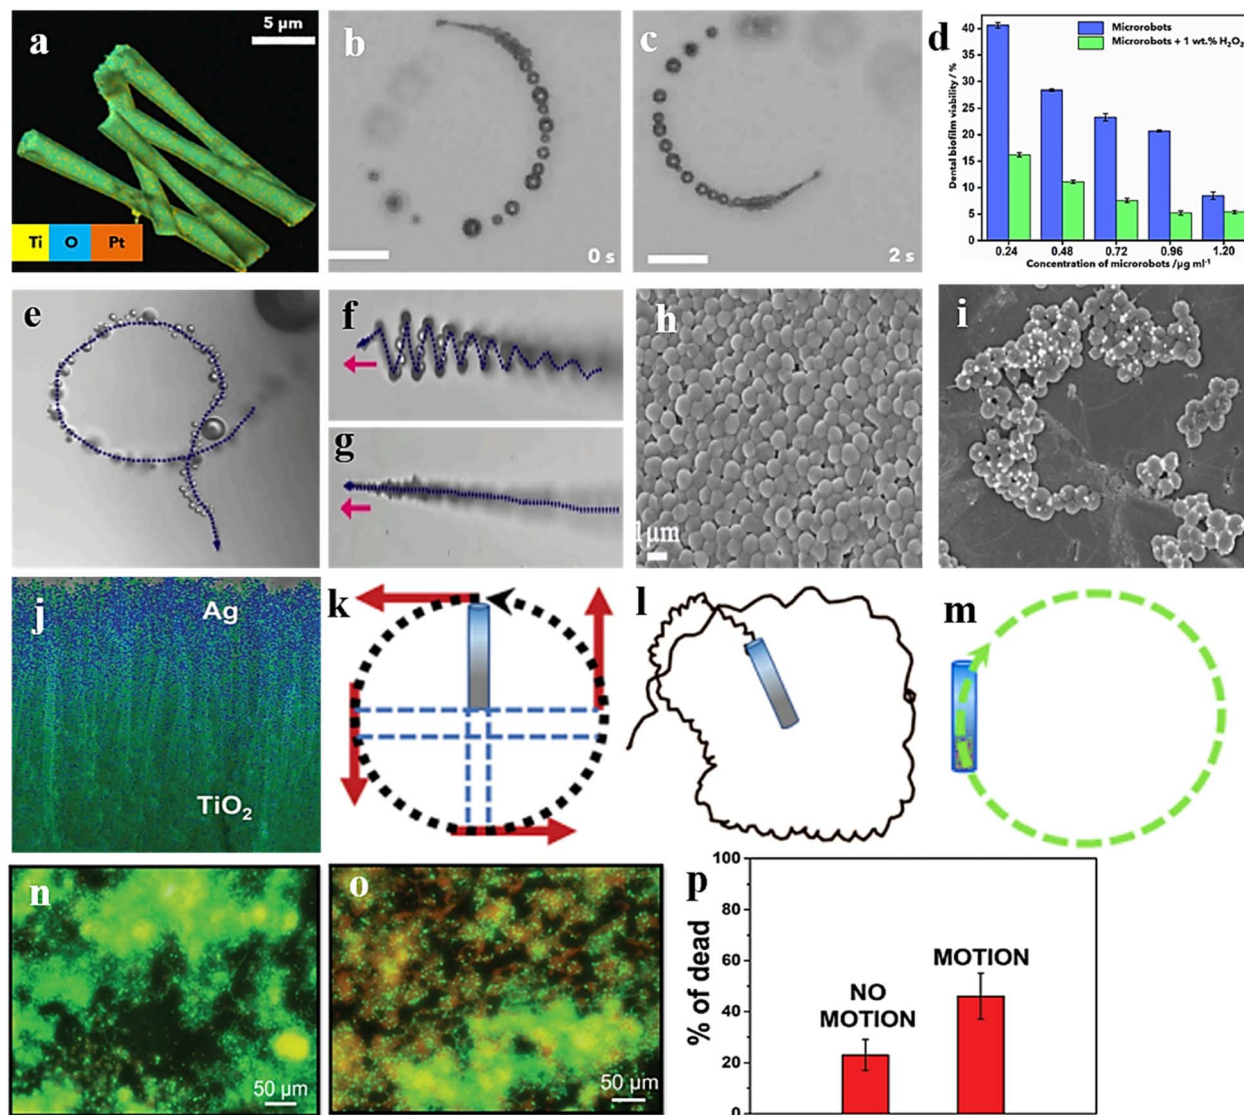 a
5 µm
Ti O Pt
b
0 s
c
2 s
d
Microrobots
Microrobots + 1 wt.% H₂O₂
Dental biofilm viability / %
40
35
30
25
20
15
10
5
0
0.24 0.48 0.72 0.96 1.20
Concentration of microrobots /µg ml⁻¹
e
f
g
h
1µm
i
j
Ag
TiO₂
k
l
m
n
50 µm
o
50 µm
p
% of dead
100
80
60
40
20
0
NO
MOTION
MOTION